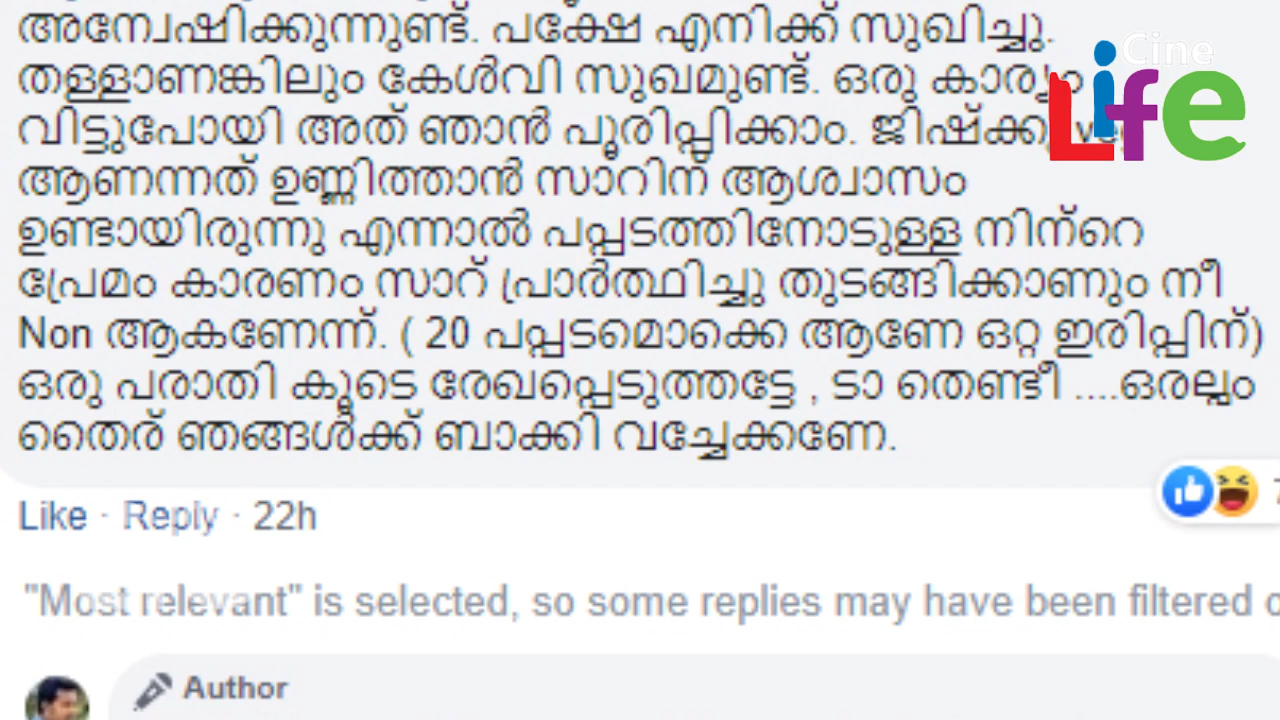 അന്വേഷിക്കുന്നുണ്ട്. പക്ഷേ എനിക്ക് സുഖിച്ചു.
തള്ളാണങ്കിലും കേൾവി സുഖമുണ്ട്. ഒരു കാര്യം
വിട്ടുപോയി അത് ഞാൻ പൂരിപ്പിക്കാം. ജിഷ്ക്കു
ആണന്നത് ഉണ്ണിത്താൻ സാറിന് ആശ്വാസം
ഉണ്ടായിരുന്നു എന്നാൽ പപ്പടത്തിനോടുള്ള നിന്റെ
പ്രേമം കാരണം സാറ് പ്രാർത്ഥിച്ചു തുടങ്ങിക്കാണും നീ
Non ആകണേന്ന്. ( 20 പപ്പടമൊക്കെ ആണേ ഒറ്റ ഇരിപ്പിന്)
ഒരു പരാതി കൂടെ രേഖപ്പെടുത്തട്ടേ , ടാ തെണ്ടീ ....ഒരല്പം
തൈര് ഞങ്ങൾക്ക് ബാക്കി വച്ചേക്കണേ.
Cine
Life
Like · Reply · 22h
"Most relevant" is selected, so some replies may have been filtered
Author